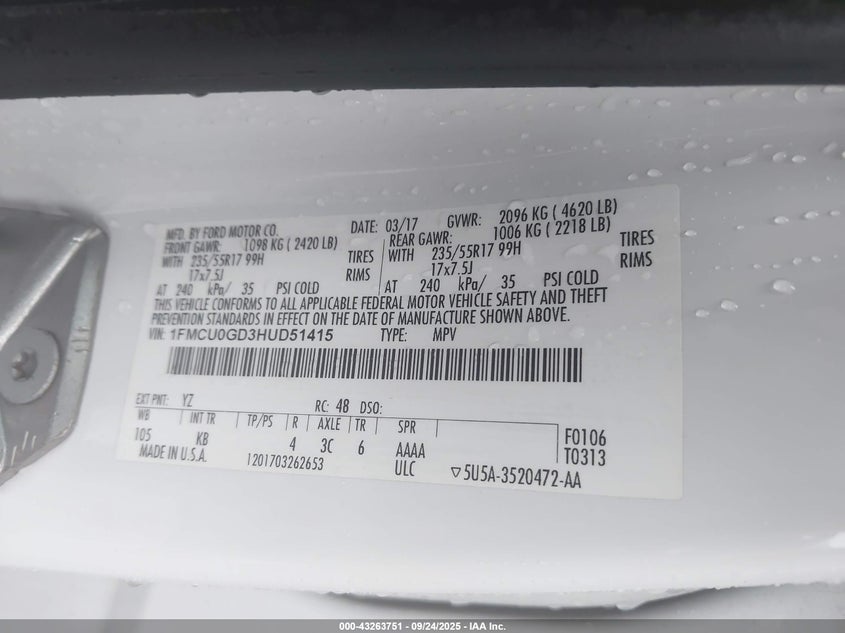 MFD. BY FORD MOTOR CO. DATE: 03/17 GVWR: 2096 KG ( 4620 LB)
FRONT GAWR: 1098 KG ( 2420 LB) REAR GAWR: 1006 KG ( 2218 LB)
WITH 235/55R17 99H TIRES WITH 235/55R17 99H TIRES
17x7.5J RIMS 17x7.5J RIMS
AT 240 kPa/ 35 PSI COLD AT 240 kPa/ 35 PSI COLD
THIS VEHICLE CONFORMS TO ALL APPLICABLE FEDERAL MOTOR VEHICLE SAFETY AND THEFT
PREVENTION STANDARDS IN EFFECT ON THE DATE OF MANUFACTURE SHOWN ABOVE.
VIN: 1FMCU0GD3HUD51415 TYPE: MPV
EXT PNT: YZ RC: 48 DSO:
WB INT TR TP/PS R AXLE TR SPR
105 KB 4 3C 6 AAAA
F0106
T0313
MADE IN U.S.A. 1201703262653 ULC ▽5U5A-3520472-AA
000-43263751 - 09/24/2025 - IAA Inc.